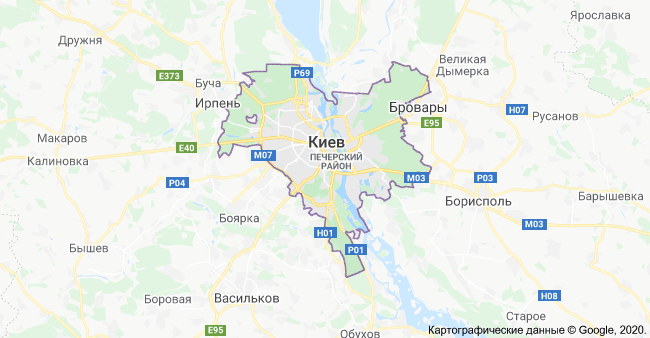 Ярославка
Дружня
Великая
Дымерка
P69
E373
Буча
Ирпень
Бровары
H07
Русанов
E95
Макаров
Киев
E40
Калиновка
M07
ПЕЧЕРСКИЙ
РАЙОН
P04
M03
P03
Барышевка
Борисполь
Боярка
M03
H01
P01
Бышев
Боровая
Васильков
H08
Старое
E95
Обухов
Картографические данные © Google, 2020.